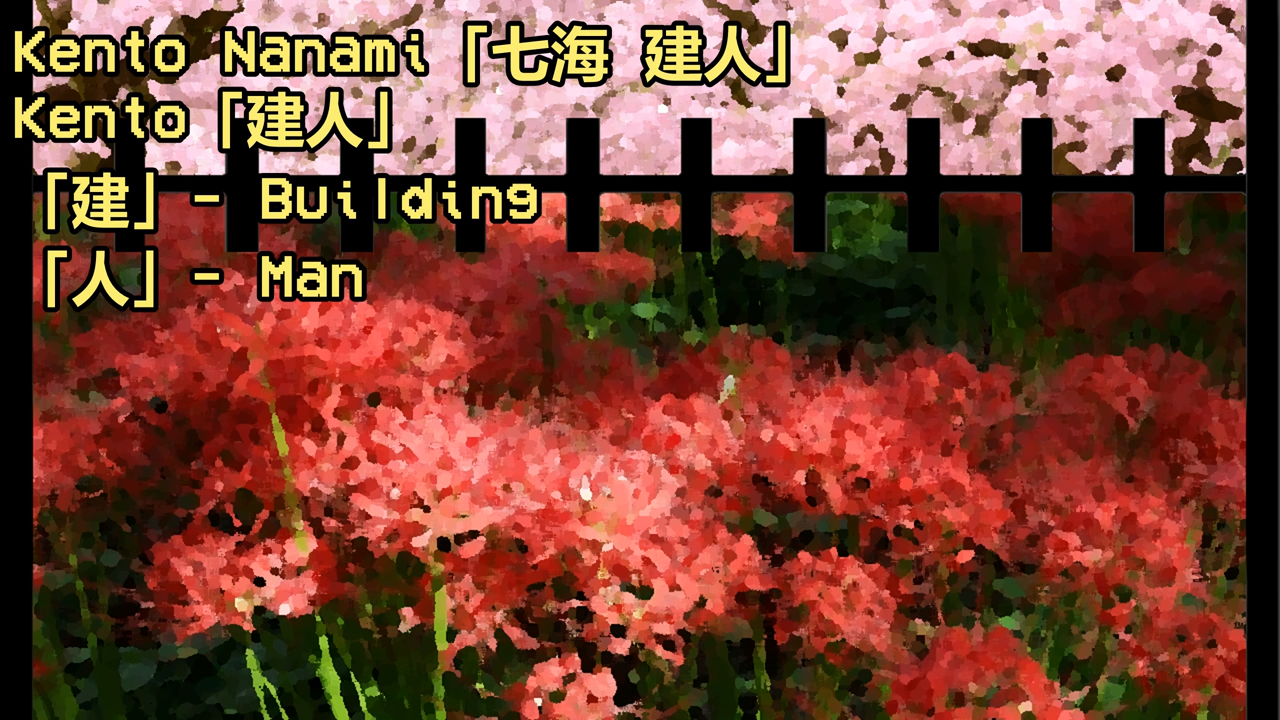 Kento Nanami「七海 建人」
Kento「建人」
「建」- Building
「人」- Man